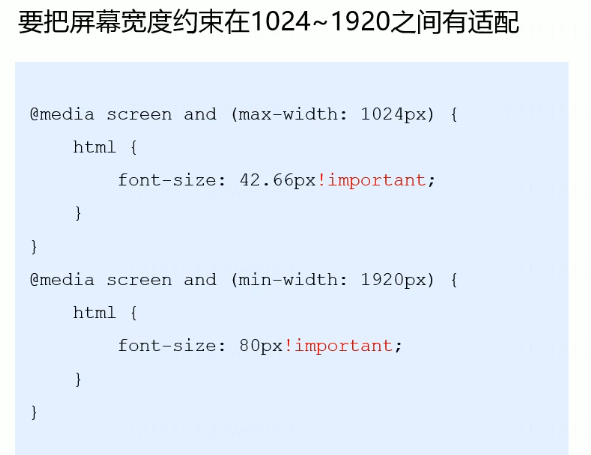 要把屏幕宽度约束在1024~1920之间有适配
@media screen and (max-width: 1024px) {
html {
font-size: 42.66px!important;
}
}
@media screen and (min-width: 1920px) {
html {
font-size: 80px!important;
}
}